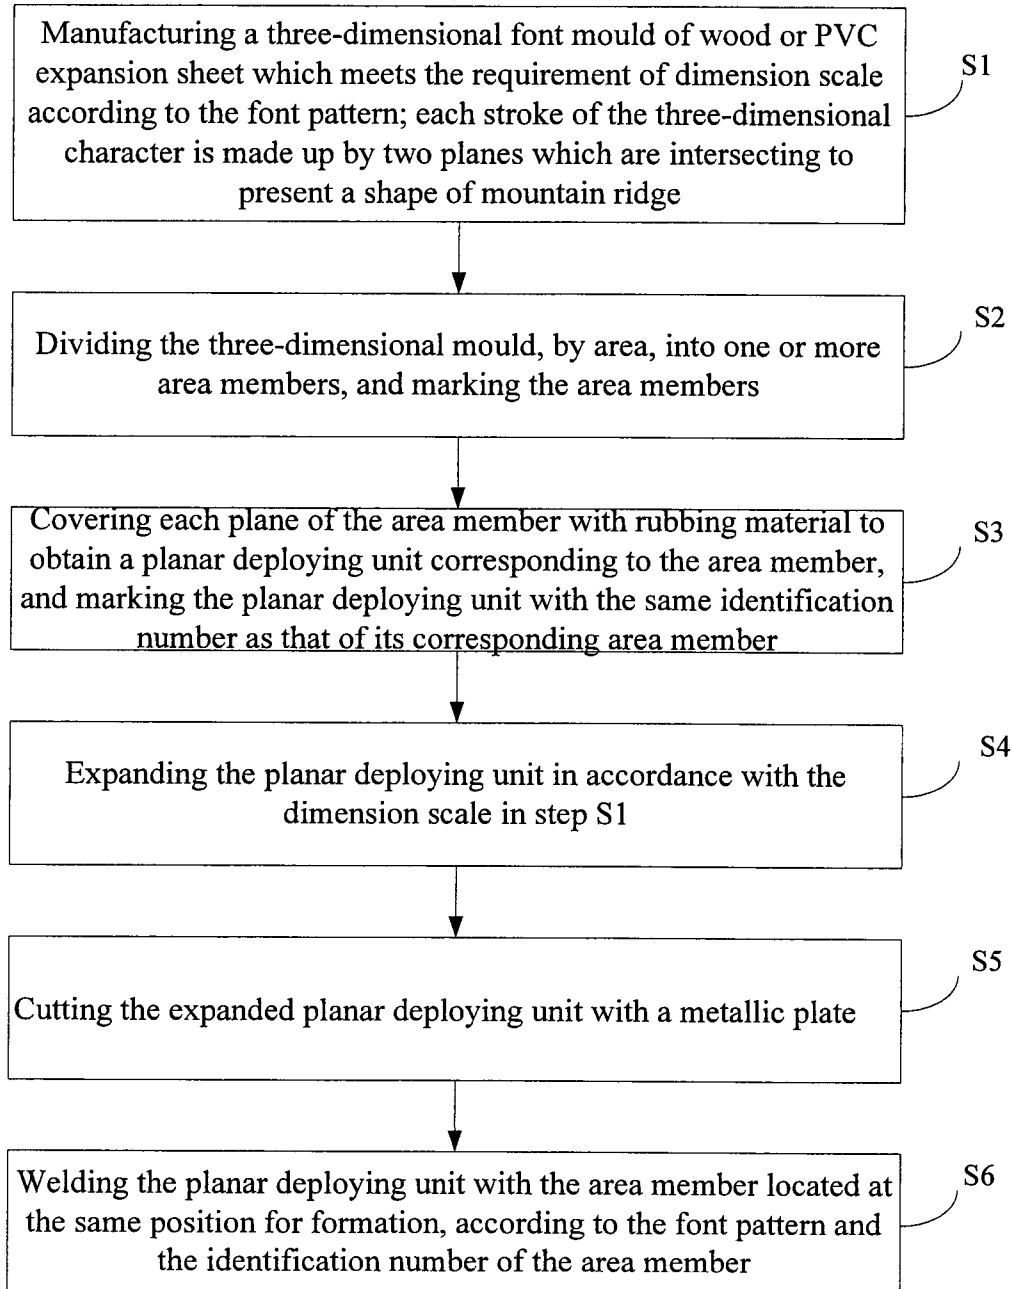 Manufacturing a three-dimensional font mould of wood or PVC
expansion sheet which meets the requirement of dimension scale
according to the font pattern; each stroke of the three-dimensional
character is made up by two planes which are intersecting to
present a shape of mountain ridge
S1
Dividing the three-dimensional mould, by area, into one or more
area members, and marking the area members
S2
Covering each plane of the area member with rubbing material to
obtain a planar deploying unit corresponding to the area member,
and marking the planar deploying unit with the same identification
number as that of its corresponding area member
S3
Expanding the planar deploying unit in accordance with the
dimension scale in step S1
S4
Cutting the expanded planar deploying unit with a metallic plate
S5
Welding the planar deploying unit with the area member located at
the same position for formation, according to the font pattern and
the identification number of the area member
S6